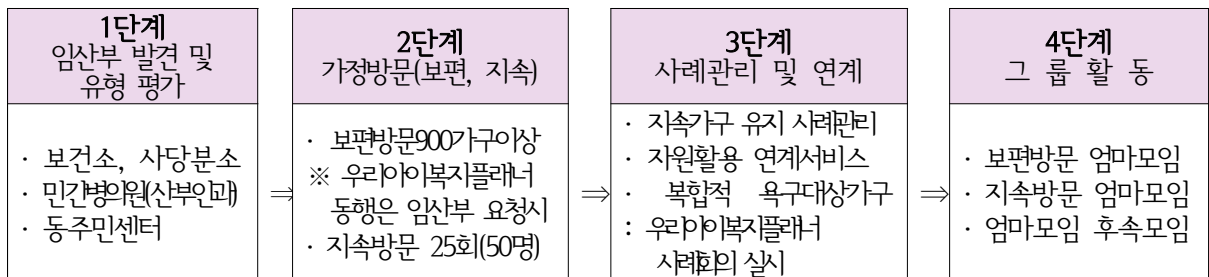 1단계
임산부 발견 및
유형 평가
· 보건소, 사당분소
· 민간병의원(산부인과)
· 동주민센터
⇒
2단계
가정방문(보편, 지속)
· 보편방문900가구이상
※ 우리아이복지플래너
동행은 임산부 요청시
· 지속방문 25회(50명)
⇒
3단계
사례관리 및 연계
· 지속가구 유지 사례관리
· 자원활용 연계서비스
· 복합적 욕구대상가구
: 우리아이복지플래너
사례회의 실시
⇒
4단계
그 룹 활 동
· 보편방문 엄마모임
· 지속방문 엄마모임
· 엄마모임 후속모임